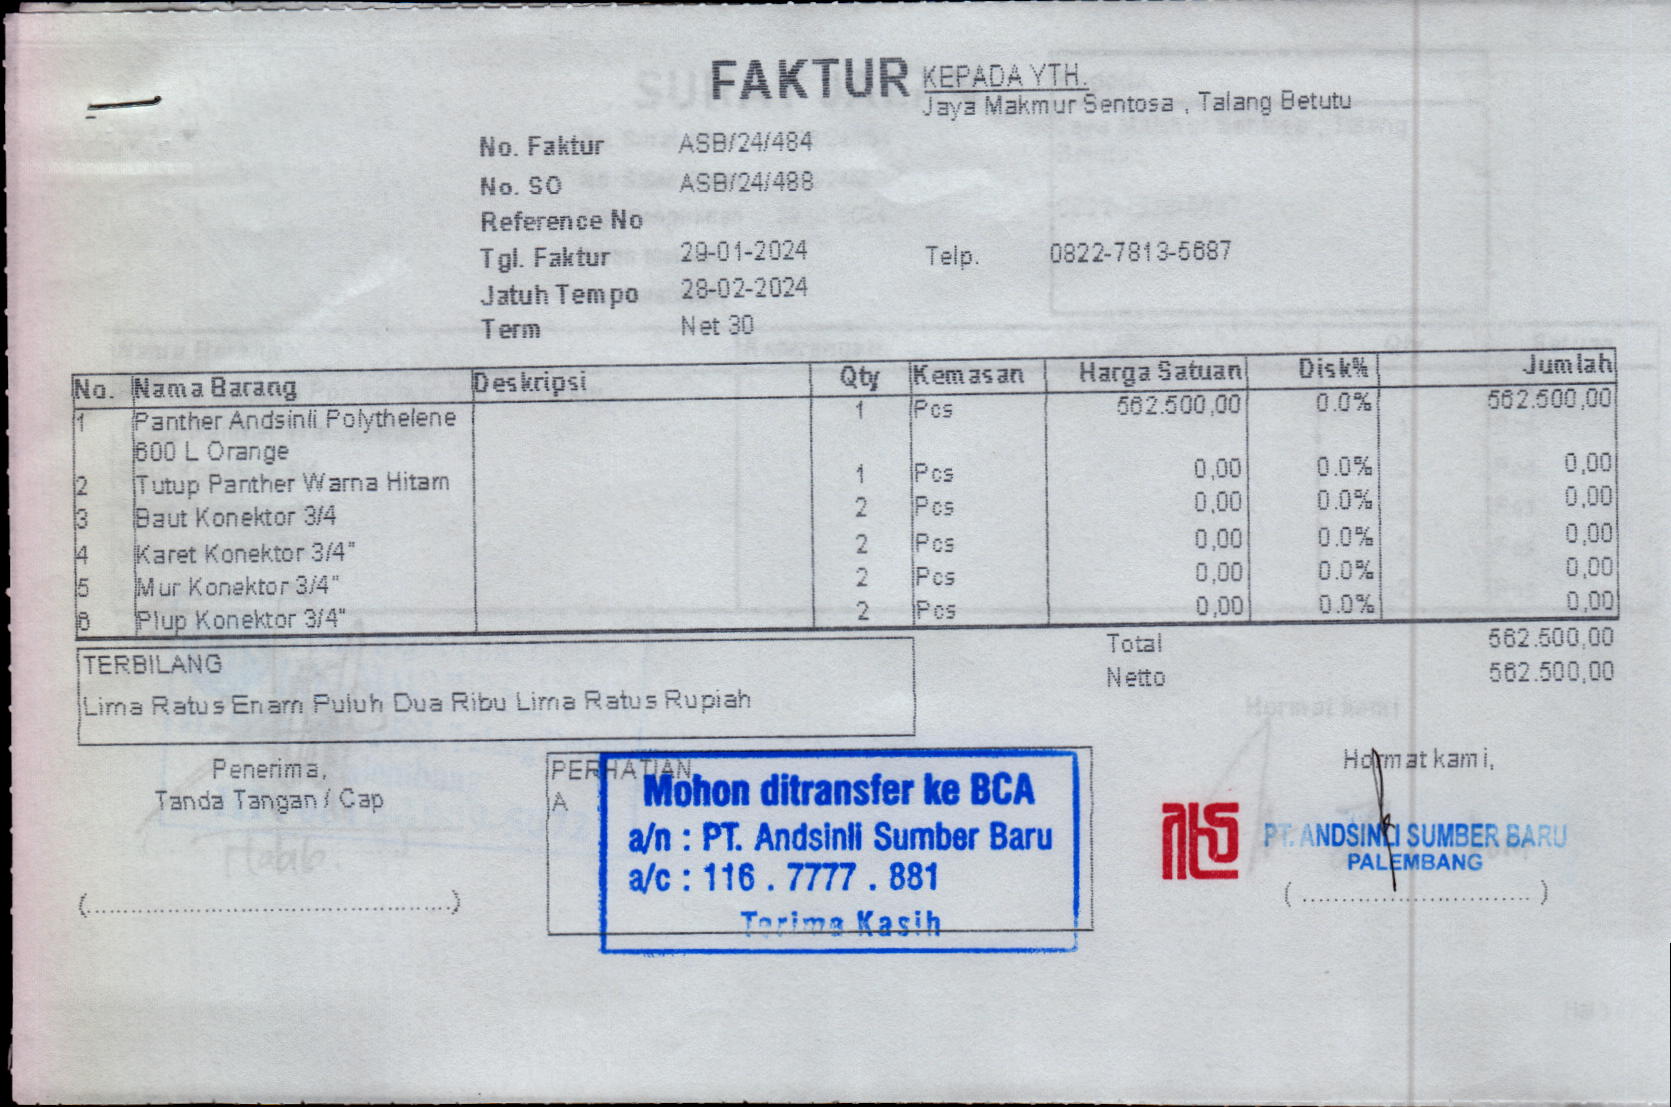 FAKTUR
KEPADA YTH.
Jaya Makmur Sentosa , Talang Betutu
No. Faktur ASB/24/484
No. SO ASB/24/488
Reference No
Tgl. Faktur 29-01-2024 Telp. 0822-7813-5687
Jatuh Tempo 28-02-2024
Term Net 30
No. Nama Barang Deskripsi Qty Kemasan Harga Satuan Disk% Jumlah
1 Panther Andsinli Polythelene 1 Pcs 562.500,00 0.0% 562.500,00
600 L Orange
2 Tutup Panther Warna Hitam 1 Pcs 0,00 0.0% 0,00
3 Baut Konektor 3/4 2 Pcs 0,00 0.0% 0,00
4 Karet Konektor 3/4" 2 Pcs 0,00 0.0% 0,00
5 Mur Konektor 3/4" 2 Pcs 0,00 0.0% 0,00
6 Plup Konektor 3/4" 2 Pcs 0,00 0.0% 0,00
Total 562.500,00
Netto 562.500,00
TERBILANG
Lima Ratus Enam Puluh Dua Ribu Lima Ratus Rupiah
Penerima,
Tanda Tangan / Cap
PERHATIAN
A
Mohon ditransfer ke BCA
a/n : PT. Andsinli Sumber Baru
a/c : 116 . 7777 . 881
Terima Kasih
Hormat kami,
PT. ANDSINLI SUMBER BARU
PALEMBANG